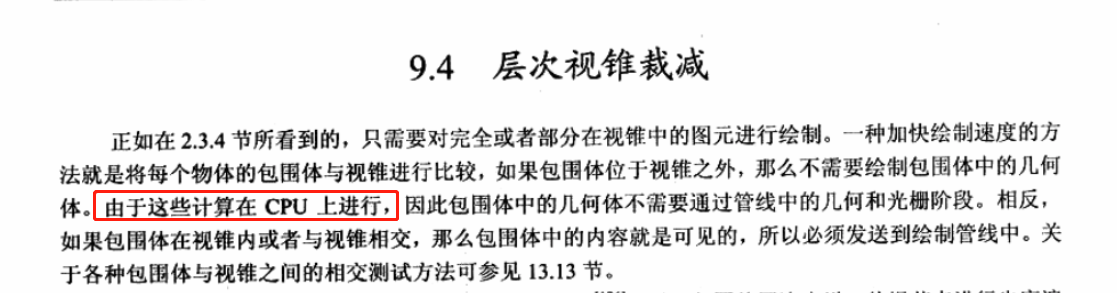 9.4 层次视锥裁减
正如在 2.3.4 节所看到的，只需要对完全或者部分在视锥中的图元进行绘制。一种加快绘制速度的方
法就是将每个物体的包围体与视锥进行比较，如果包围体位于视锥之外，那么不需要绘制包围体中的几何
体。由于这些计算在 CPU 上进行，因此包围体中的几何体不需要通过管线中的几何和光栅阶段。相反，
如果包围体在视锥内或者与视锥相交，那么包围体中的内容就是可见的，所以必须发送到绘制管线中。关
于各种包围体与视锥之间的相交测试方法可参见 13.13 节。